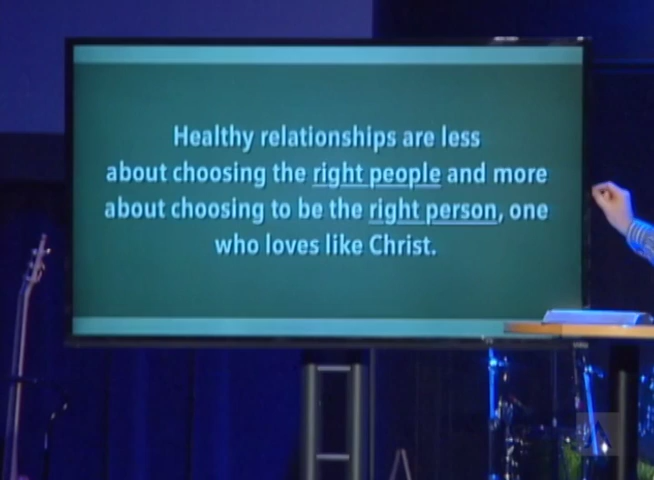 Healthy relationships are less
about choosing the right people and more
about choosing to be the right person, one
who loves like Christ.